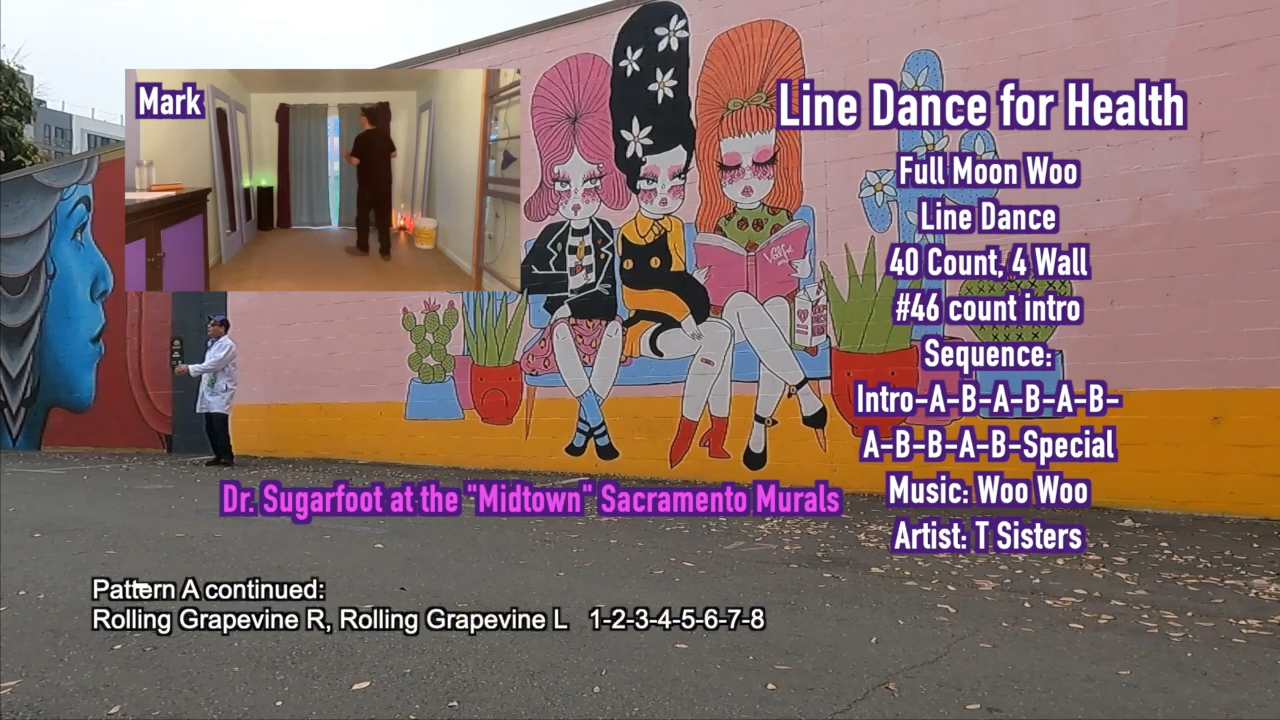 Mark
Line Dance for Health
Full Moon Woo
Line Dance
40 Count, 4 Wall
#46 count intro
Sequence:
Intro-A-B-A-B-A-B-
A-B-B-A-B-Special
Music: Woo Woo
Artist: T Sisters
Dr. Sugarfoot at the "Midtown" Sacramento Murals
Pattern A continued:
Rolling Grapevine R, Rolling Grapevine L 1-2-3-4-5-6-7-8